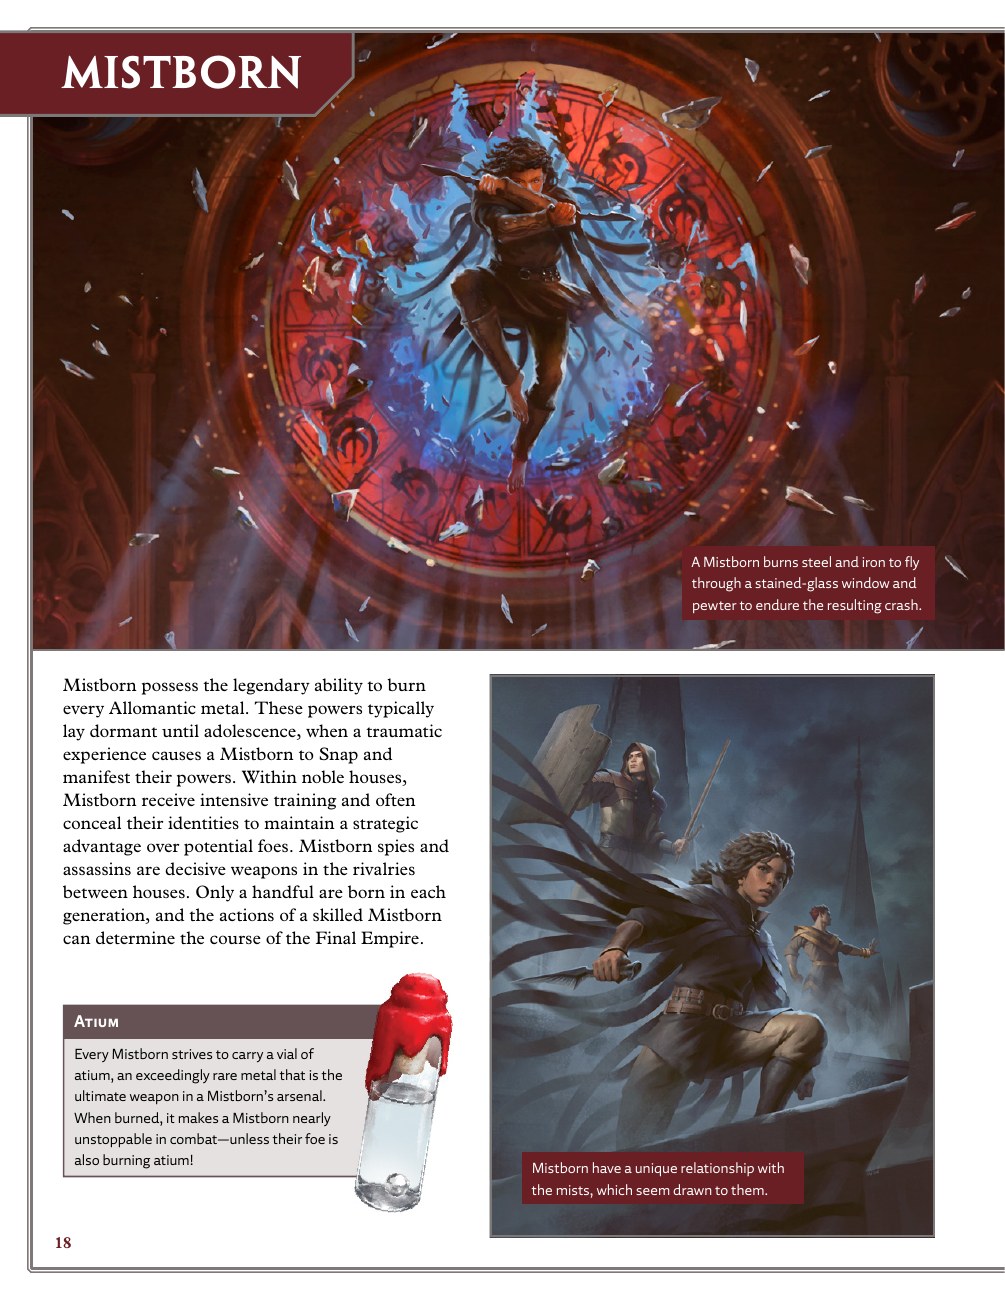 MISTBORN
A Mistborn burns steel and iron to fly
through a stained-glass window and
pewter to endure the resulting crash.
Mistborn possess the legendary ability to burn
every Allomantic metal. These powers typically
lay dormant until adolescence, when a traumatic
experience causes a Mistborn to Snap and
manifest their powers. Within noble houses,
Mistborn receive intensive training and often
conceal their identities to maintain a strategic
advantage over potential foes. Mistborn spies and
assassins are decisive weapons in the rivalries
between houses. Only a handful are born in each
generation, and the actions of a skilled Mistborn
can determine the course of the Final Empire.
Atium
Every Mistborn strives to carry a vial of
atium, an exceedingly rare metal that is the
ultimate weapon in a Mistborn's arsenal.
When burned, it makes a Mistborn nearly
unstoppable in combat—unless their foe is
also burning atium!
Mistborn have a unique relationship with
the mists, which seem drawn to them.
18